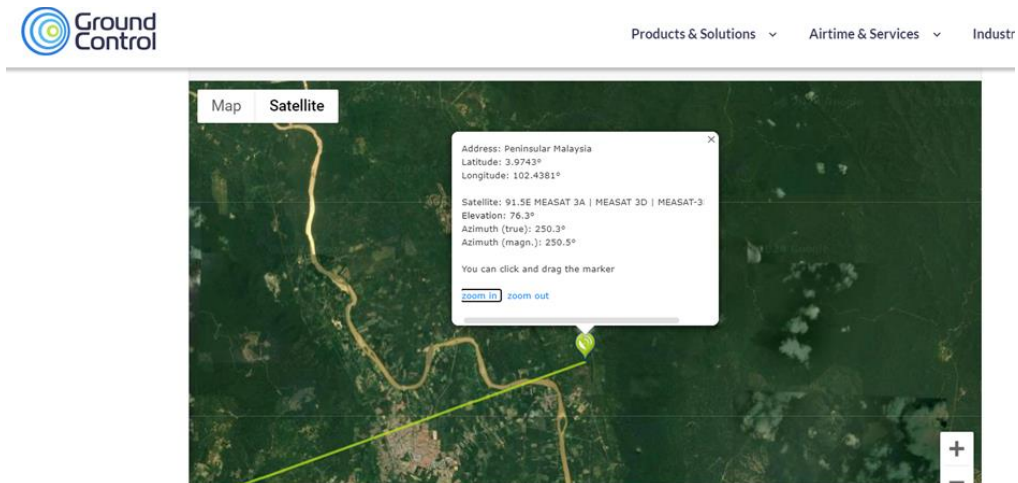 Ground
Control
Products & Solutions
Airtime & Services
Industr
Map
Satellite
Address: Peninsular Malaysia
Latitude: 3.9743°
Longitude: 102.4381°
Satellite: 91.5E MEASAT 3A | MEASAT 3D | MEASAT-3
Elevation: 76.3°
Azimuth (true): 250.3°
Azimuth (magn.): 250.5°
You can click and drag the marker
zoom in zoom out